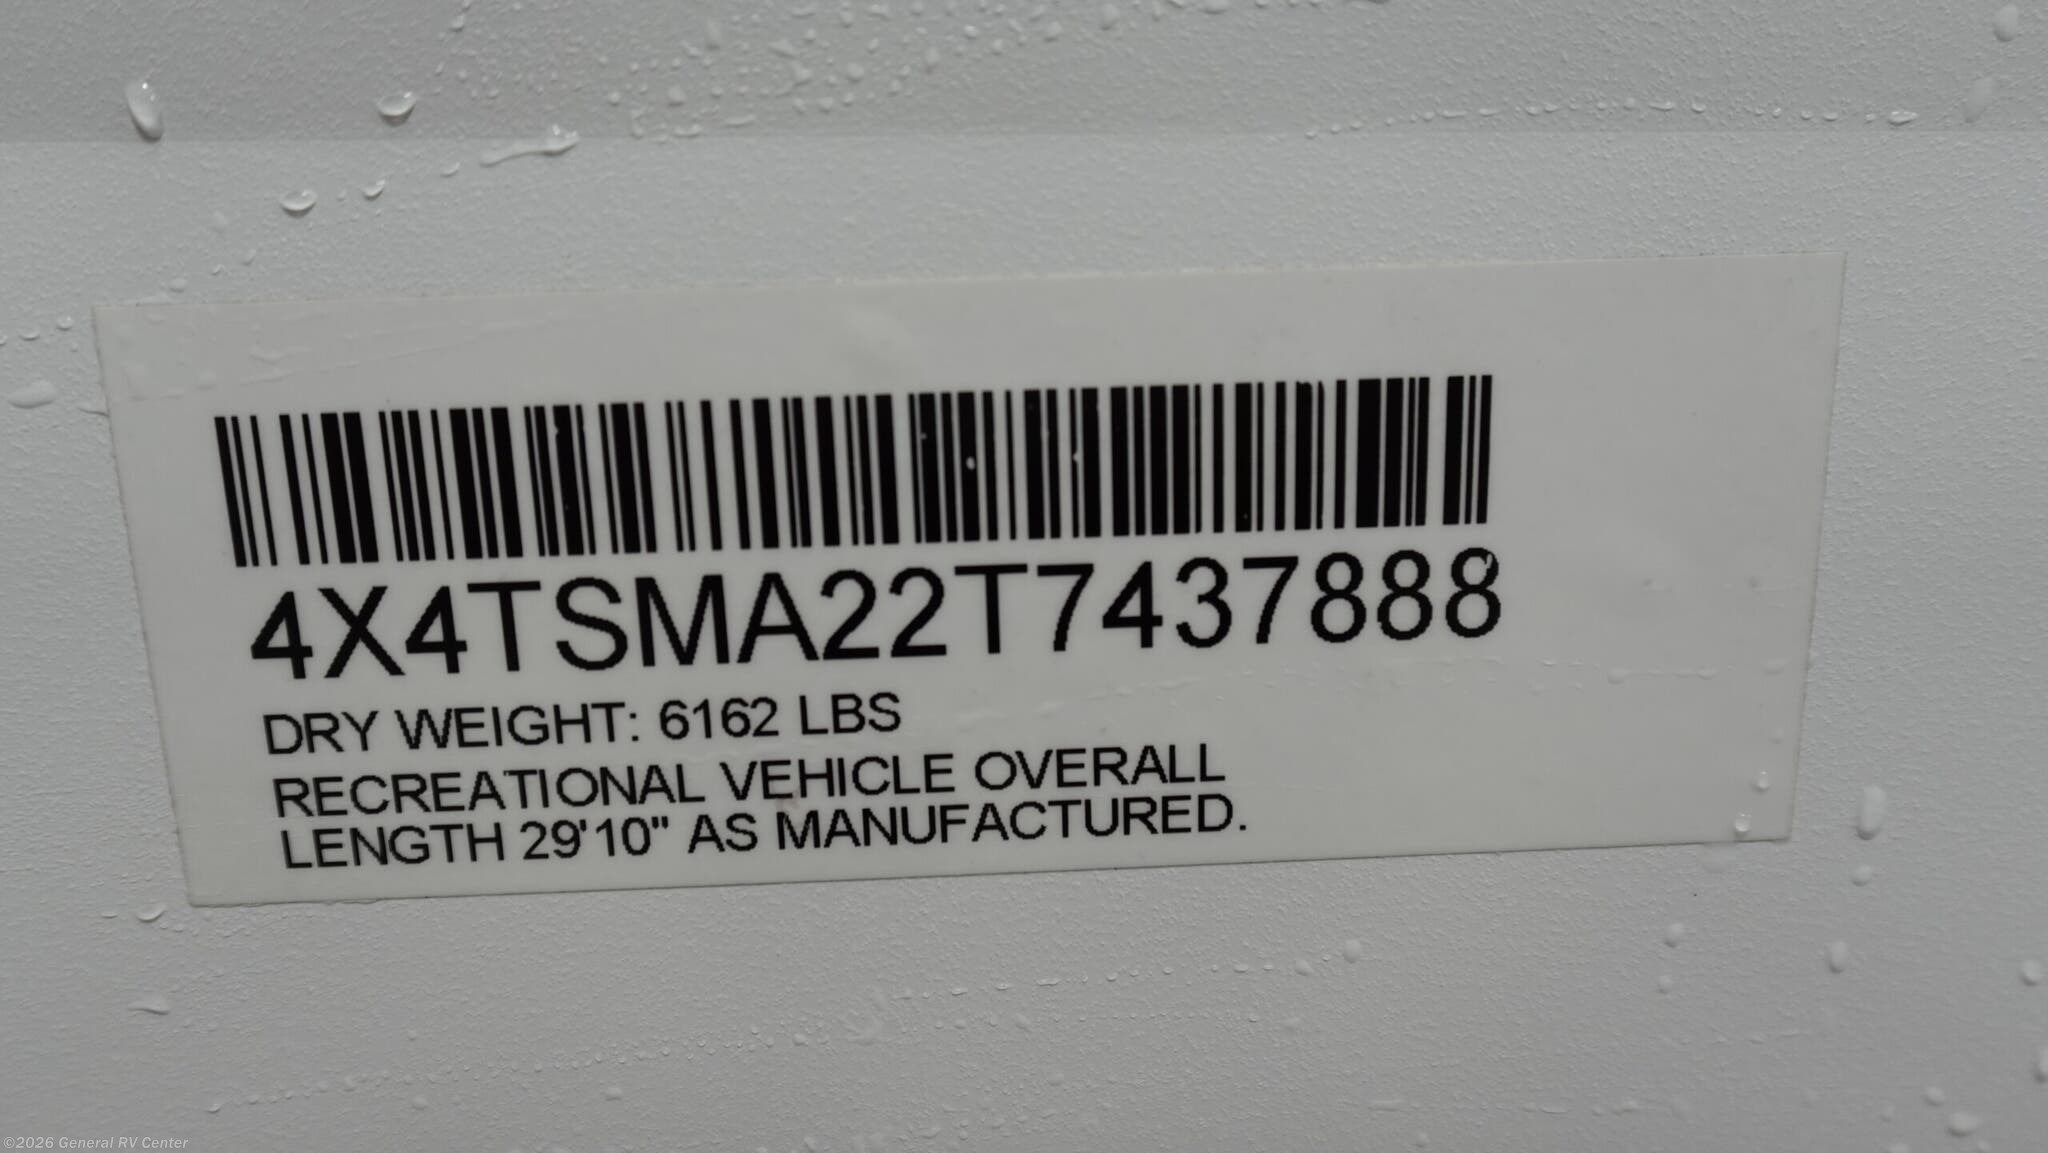 4X4TSMA22T7437888
DRY WEIGHT: 6162 LBS
RECREATIONAL VEHICLE OVERALL
LENGTH 29'10" AS MANUFACTURED.
©2026 General RV Center